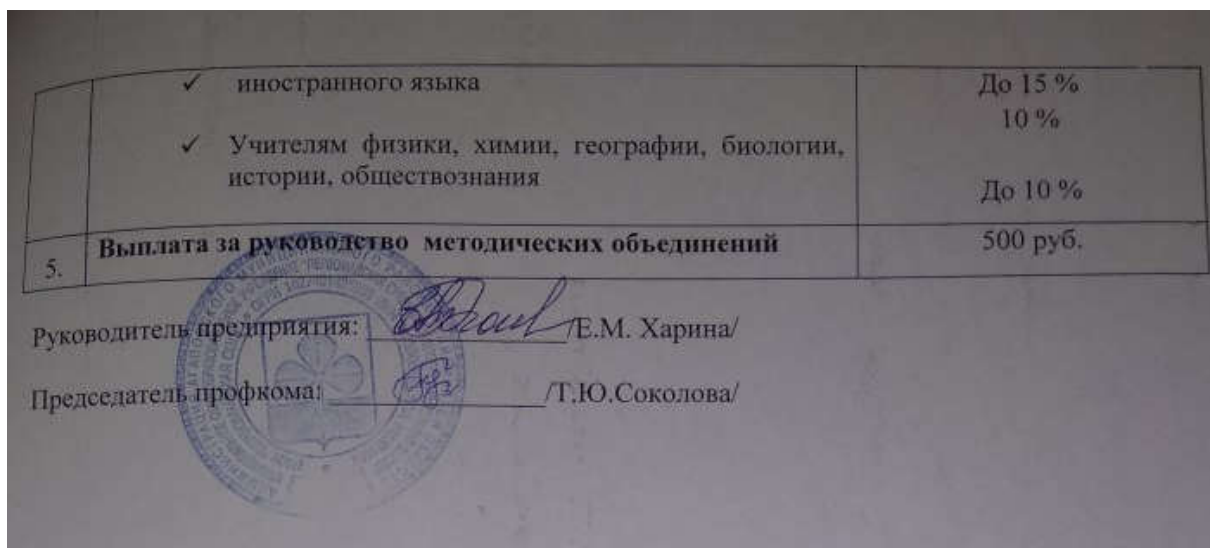 ✓ иностранного языка До 15 %
10 %
✓ Учителям физики, химии, географии, биологии,
истории, обществознания
До 10 %
5. Выплата за руководство методических объединений 500 руб.
Руководитель предприятия: /Е.М. Харина/
Председатель профкома: /Т.Ю.Соколова/